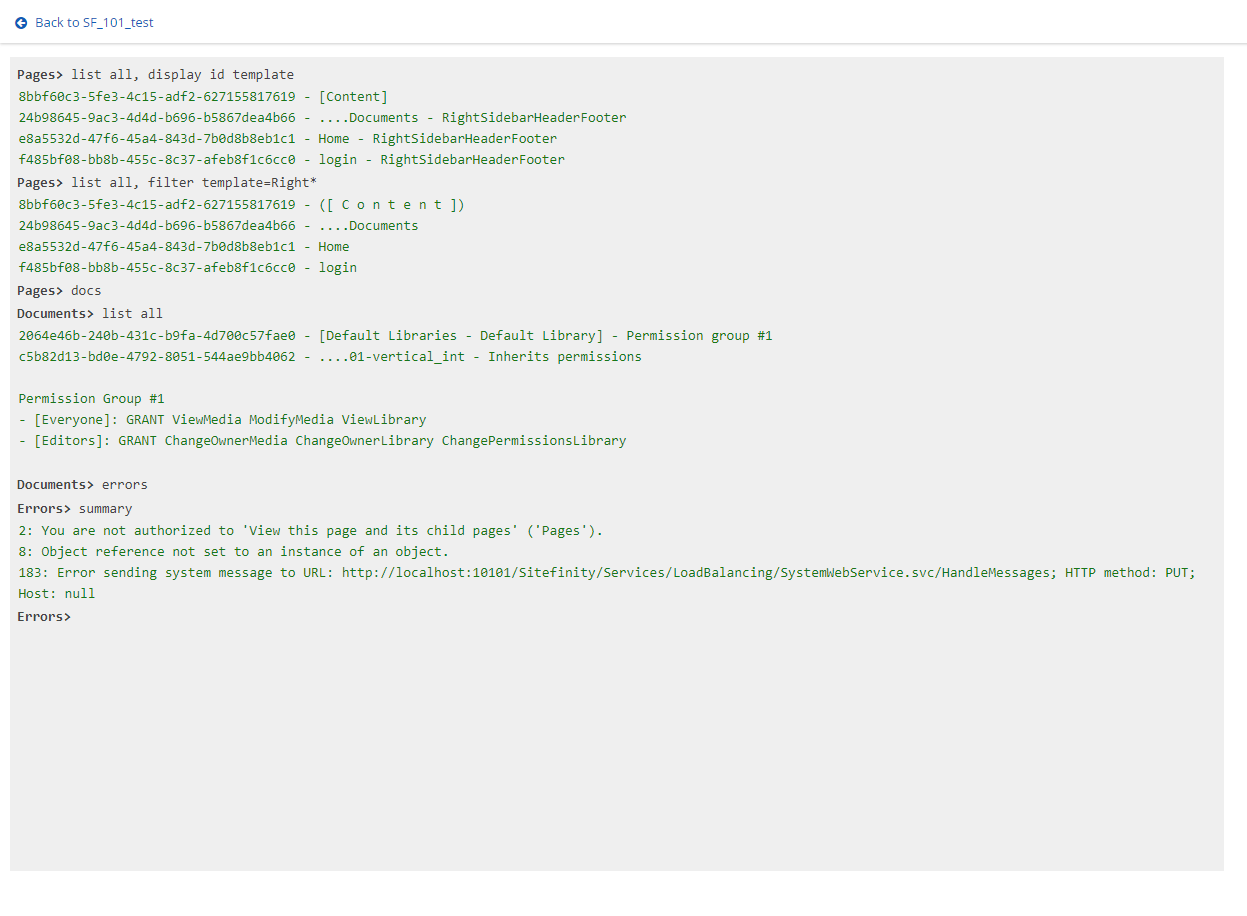 Back to SF_101_test
Pages> list all, display id template
8bbf60c3-5fe3-4c15-adf2-627155817619 - [Content]
24b98645-9ac3-4d4d-b696-b5867dea4b66 - ....Documents - RightSidebarHeaderFooter
e8a5532d-47f6-45a4-843d-7b0d8b8eb1c1 - Home - RightSidebarHeaderFooter
f485bf08-bb8b-455c-8c37-afeb8f1c6cc0 - login - RightSidebarHeaderFooter
Pages> list all, filter template=Right*
8bbf60c3-5fe3-4c15-adf2-627155817619 - ([ C o n t e n t ])
24b98645-9ac3-4d4d-b696-b5867dea4b66 - ....Documents
e8a5532d-47f6-45a4-843d-7b0d8b8eb1c1 - Home
f485bf08-bb8b-455c-8c37-afeb8f1c6cc0 - login
Pages> docs
Documents> list all
2064e46b-240b-431c-b9fa-4d700c57fae0 - [Default Libraries - Default Library] - Permission group #1
c5b82d13-bd0e-4792-8051-544ae9bb4062 - ....01-vertical_int - Inherits permissions
Permission Group #1
- [Everyone]: GRANT ViewMedia ModifyMedia ViewLibrary
- [Editors]: GRANT ChangeOwnerMedia ChangeOwnerLibrary ChangePermissionsLibrary
Documents> errors
Errors> summary
2: You are not authorized to 'View this page and its child pages' ('Pages').
8: Object reference not set to an instance of an object.
183: Error sending system message to URL: http://localhost:10101/Sitefinity/Services/LoadBalancing/SystemWebService.svc/HandleMessages; HTTP method: PUT;
Host: null
Errors>